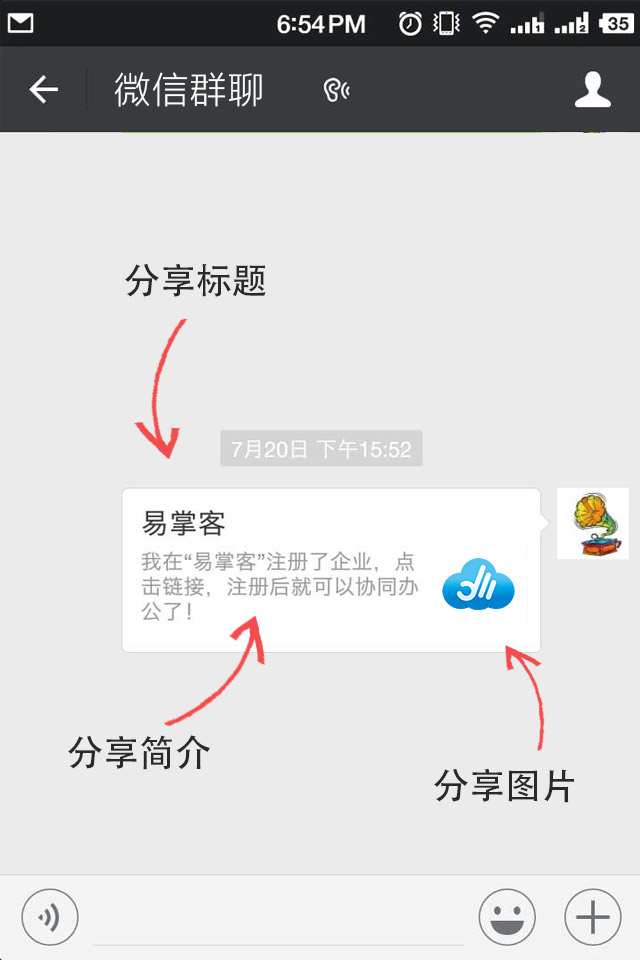 6:54PM
2
35
微信群聊
分享标题
7月20日 下午15:52
易掌客
我在“易掌客”注册了企业，点
击链接，注册后就可以协同办
公了！
分享简介
分享图片